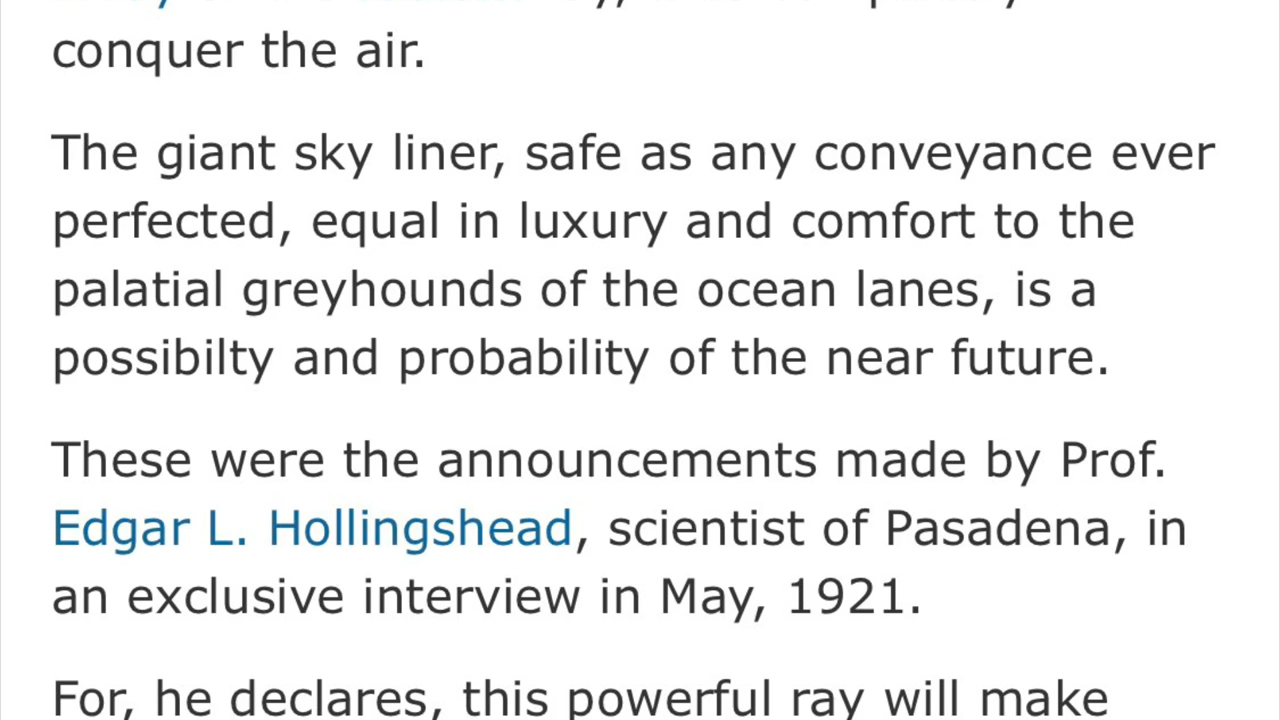 conquer the air.
The giant sky liner, safe as any conveyance ever
perfected, equal in luxury and comfort to the
palatial greyhounds of the ocean lanes, is a
possibilty and probability of the near future.
These were the announcements made by Prof.
Edgar L. Hollingshead, scientist of Pasadena, in
an exclusive interview in May, 1921.
For, he declares, this powerful ray will make